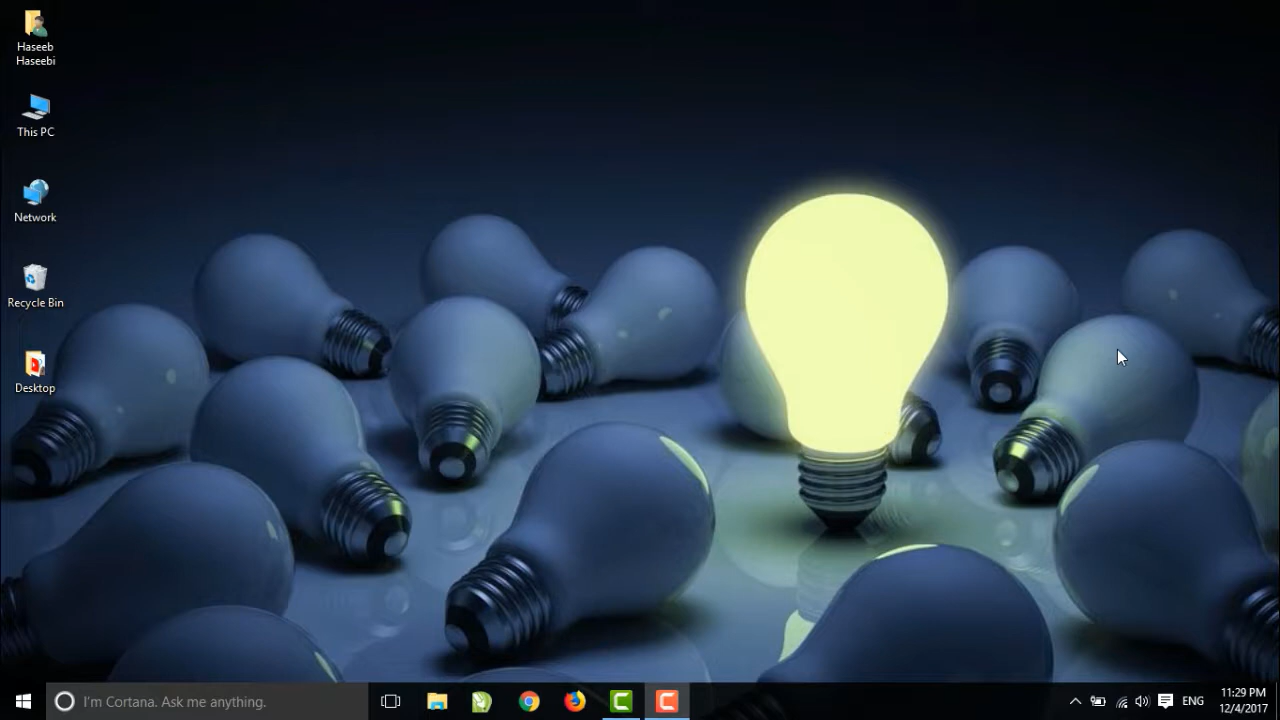 Haseeb
Haseebi
This PC
Network
Recycle Bin
Desktop
I'm Cortana. Ask me anything.
ENG
11:29 PM
12/4/2017